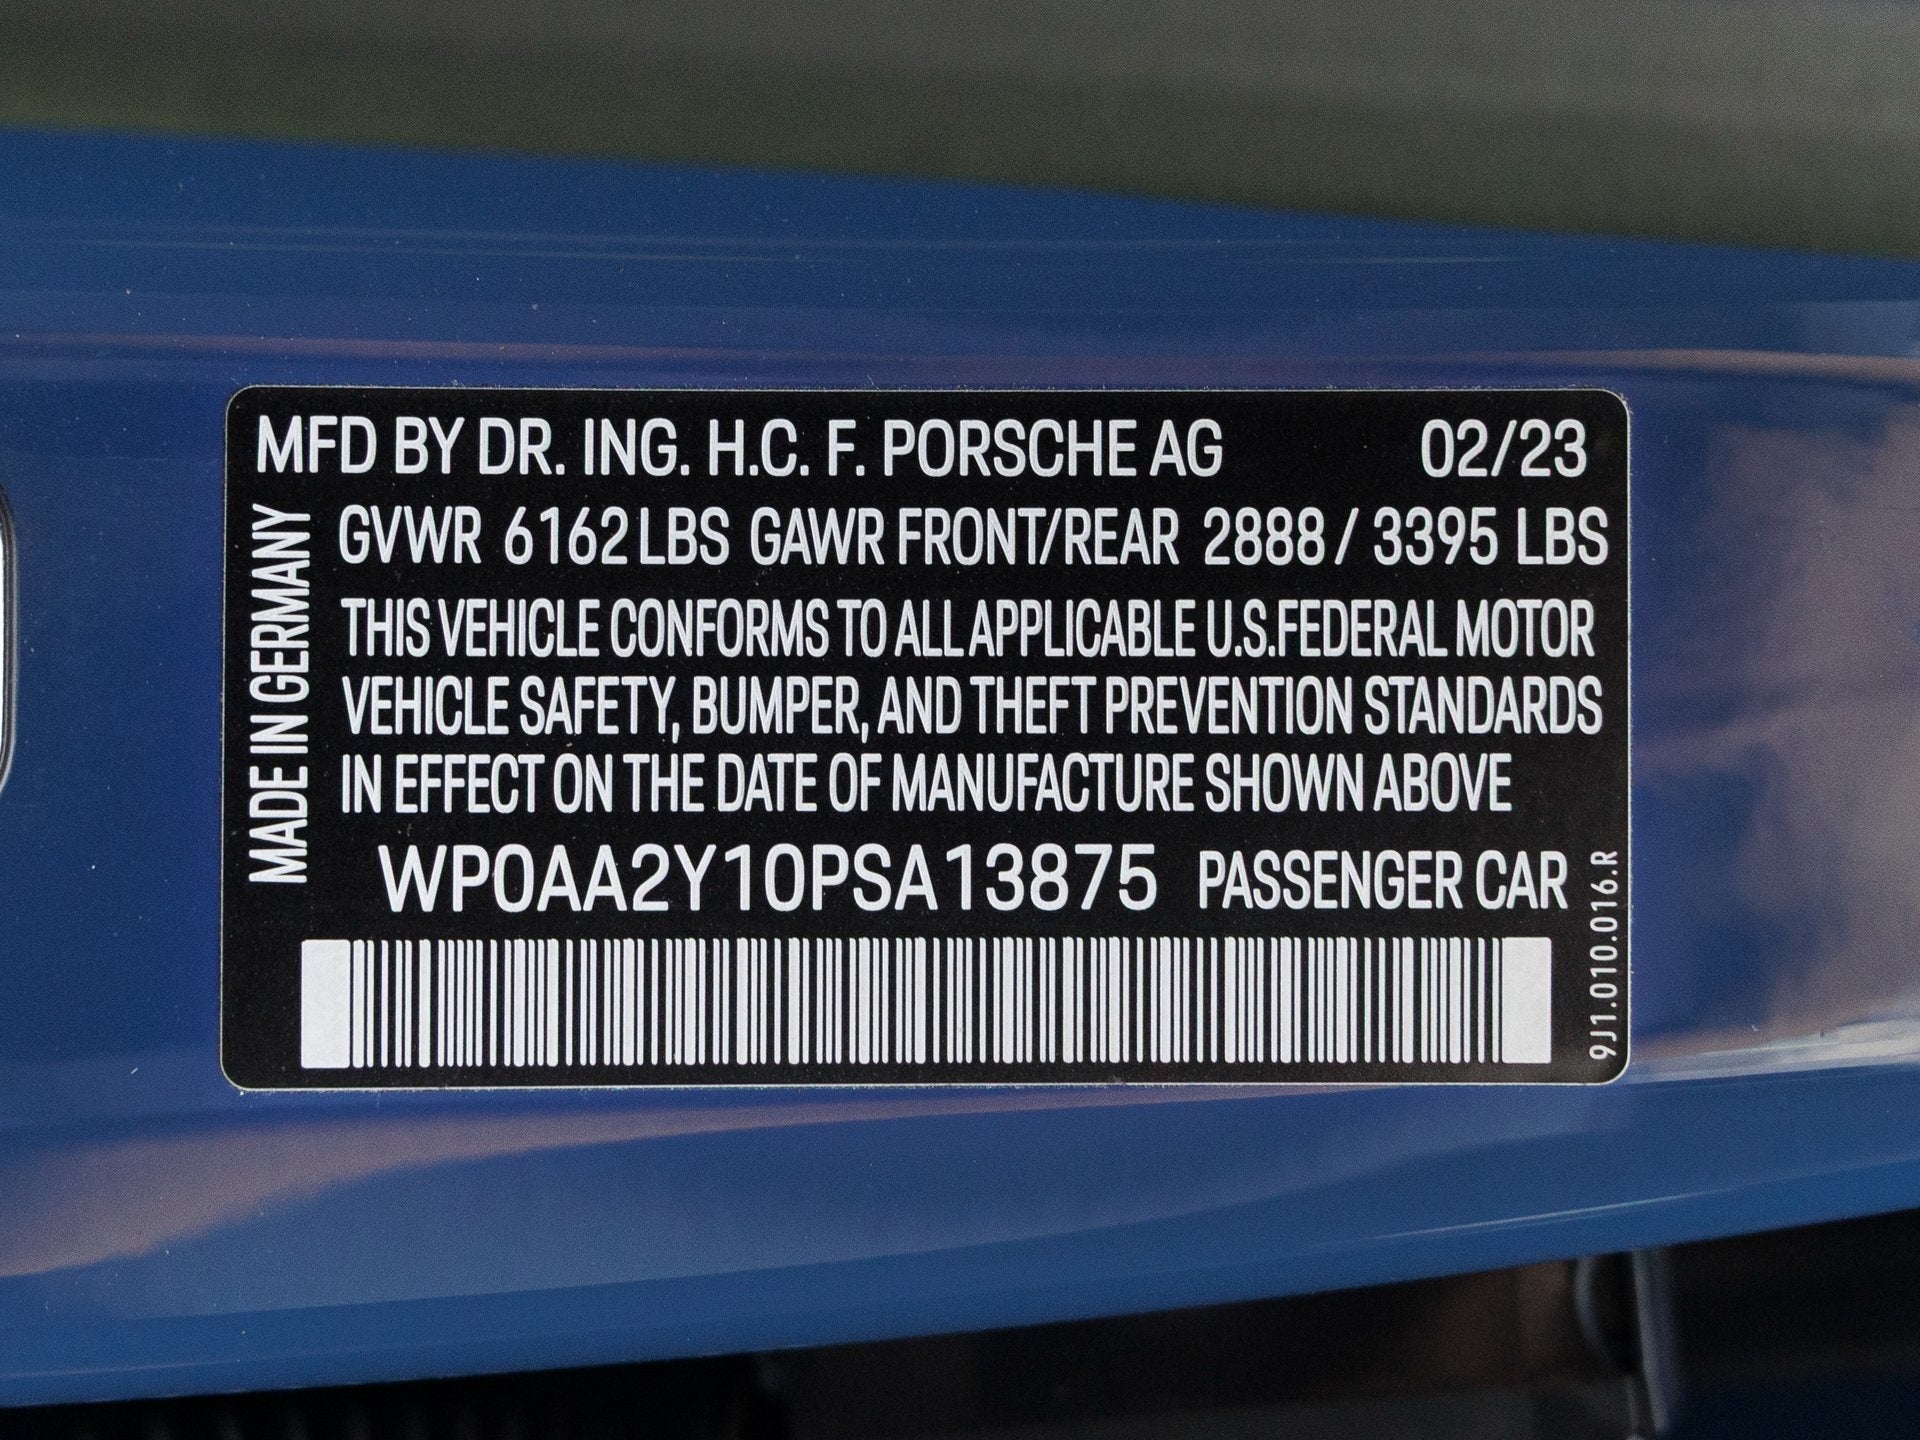 MFD BY DR. ING. H.C. F. PORSCHE AG 02/23
GVWR 6162 LBS GAWR FRONT/REAR 2888 / 3395 LBS
THIS VEHICLE CONFORMS TO ALL APPLICABLE U.S.FEDERAL MOTOR
VEHICLE SAFETY, BUMPER, AND THEFT PREVENTION STANDARDS
IN EFFECT ON THE DATE OF MANUFACTURE SHOWN ABOVE
MADE IN GERMANY
WP0AA2Y10PSA13875 PASSENGER CAR
9J1.010.016.R